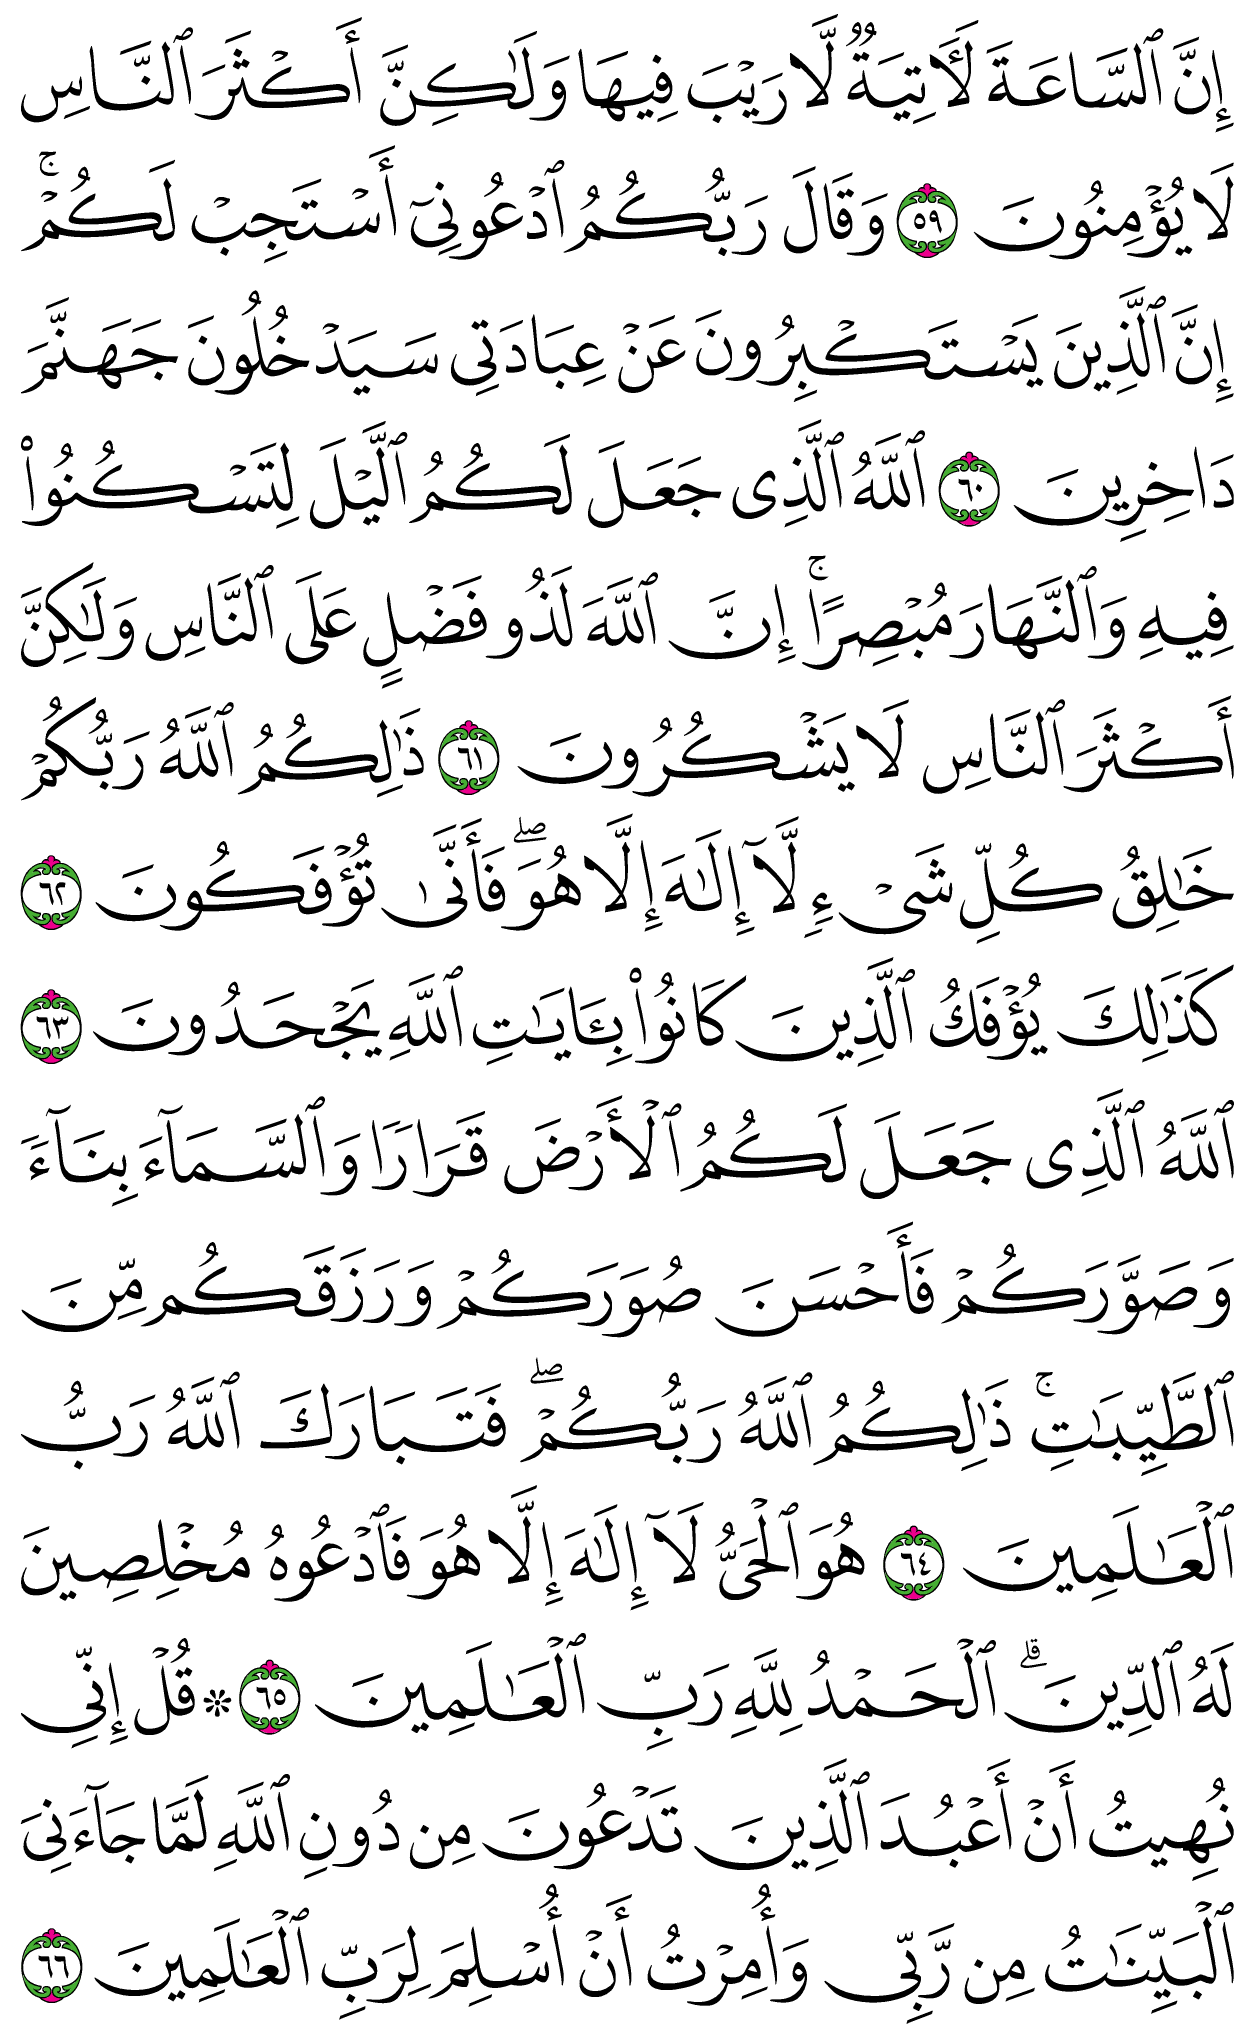 إِنَّ ٱلسَّاعَةَ لَـَٔاتِيَةٌ لَّا رَيْبَ فِيهَا وَلَـٰكِنَّ أَكْثَرَ ٱلنَّاسِ
لَا يُؤْمِنُونَ ٥٩ وَقَالَ رَبُّكُمُ ٱدْعُونِىٓ أَسْتَجِبْ لَكُمْ ۚ
إِنَّ ٱلَّذِينَ يَسْتَكْبِرُونَ عَنْ عِبَادَتِى سَيَدْخُلُونَ جَهَنَّمَ
دَاخِرِينَ ٦٠ ٱللَّهُ ٱلَّذِى جَعَلَ لَكُمُ ٱلَّيْلَ لِتَسْكُنُوا۟
فِيهِ وَٱلنَّهَارَ مُبْصِرًا ۚ إِنَّ ٱللَّهَ لَذُو فَضْلٍ عَلَى ٱلنَّاسِ وَلَـٰكِنَّ
أَكْثَرَ ٱلنَّاسِ لَا يَشْكُرُونَ ٦١ ذَٰلِكُمُ ٱللَّهُ رَبُّكُمْ
خَـٰلِقُ كُلِّ شَىْءٍ لَّآ إِلَـٰهَ إِلَّا هُوَ ۖ فَأَنَّىٰ تُؤْفَكُونَ ٦٢
كَذَٰلِكَ يُؤْفَكُ ٱلَّذِينَ كَانُوا۟ بِـَٔايَـٰتِ ٱللَّهِ يَجْحَدُونَ ٦٣
ٱللَّهُ ٱلَّذِى جَعَلَ لَكُمُ ٱلْأَرْضَ قَرَارًا وَٱلسَّمَآءَ بِنَآءً
وَصَوَّرَكُمْ فَأَحْسَنَ صُوَرَكُمْ وَرَزَقَكُم مِّنَ
ٱلطَّيِّبَـٰتِ ۚ ذَٰلِكُمُ ٱللَّهُ رَبُّكُمْ ۖ فَتَبَارَكَ ٱللَّهُ رَبُّ
ٱلْعَـٰلَمِينَ ٦٤ هُوَ ٱلْحَىُّ لَآ إِلَـٰهَ إِلَّا هُوَ فَٱدْعُوهُ مُخْلِصِينَ
لَهُ ٱلدِّينَ ۗ ٱلْحَمْدُ لِلَّهِ رَبِّ ٱلْعَـٰلَمِينَ ٦٥ ۞ قُلْ إِنِّى
نُهِيتُ أَنْ أَعْبُدَ ٱلَّذِينَ تَدْعُونَ مِن دُونِ ٱللَّهِ لَمَّا جَآءَنِىَ
ٱلْبَيِّنَـٰتُ مِن رَّبِّى وَأُمِرْتُ أَنْ أُسْلِمَ لِرَبِّ ٱلْعَـٰلَمِينَ ٦٦